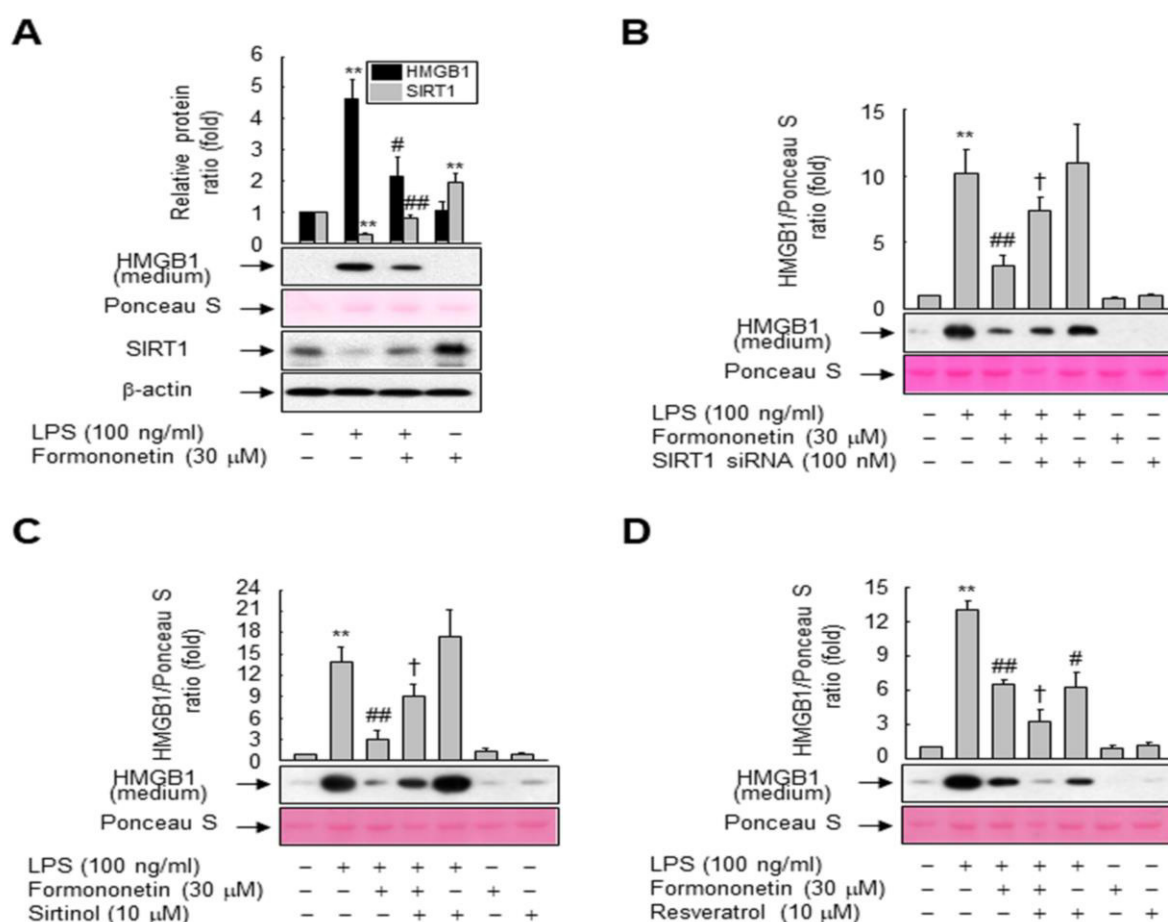 A
Relative protein
ratio (fold)
6
5
4
3
2
1
0
HMGB1
SIRT1
**
**
#
##
**
HMGB1
(medium)
Ponceau S
SIRT1
β-actin
LPS (100 ng/ml) – + + –
Formononetin (30 μM) – – + +
B
HMGB1/Ponceau S
ratio (fold)
15
10
5
0
**
##
†
HMGB1
(medium)
Ponceau S
LPS (100 ng/ml) – + + + + – –
Formononetin (30 μM) – – + + – + –
SIRT1 siRNA (100 nM) – – – + + – +
C
HMGB1/Ponceau S
ratio (fold)
24
21
18
15
12
9
6
3
0
**
##
†
HMGB1
(medium)
Ponceau S
LPS (100 ng/ml) – + + + + – –
Formononetin (30 μM) – – + + – + –
Sirtinol (10 μM) – – – + + – +
D
HMGB1/Ponceau S
ratio (fold)
15
12
9
6
3
0
**
##
†
#
HMGB1
(medium)
Ponceau S
LPS (100 ng/ml) – + + + + – –
Formononetin (30 μM) – – + + – + –
Resveratrol (10 μM) – – – + + – +